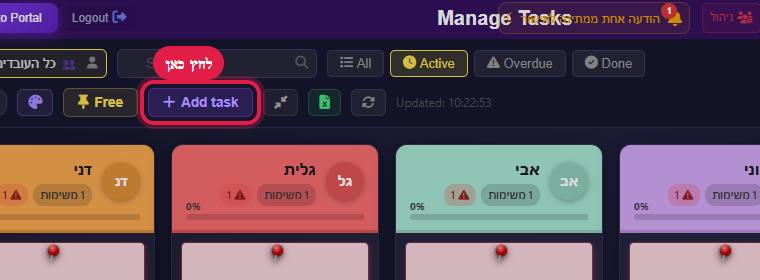 to Portal
Logout
Manage Tasks
הודעה אחת ממתינה
1
ניהול
כל העובדים
S
לחץ כאן
All
Active
Overdue
Done
Free
+ Add task
Updated: 10:22:53
דני
דנ
1 משימות
1
גלית
גל
1 משימות
1
0%
אבי
אב
1 משימות
1
0%
וני
1 משימות
1
0%